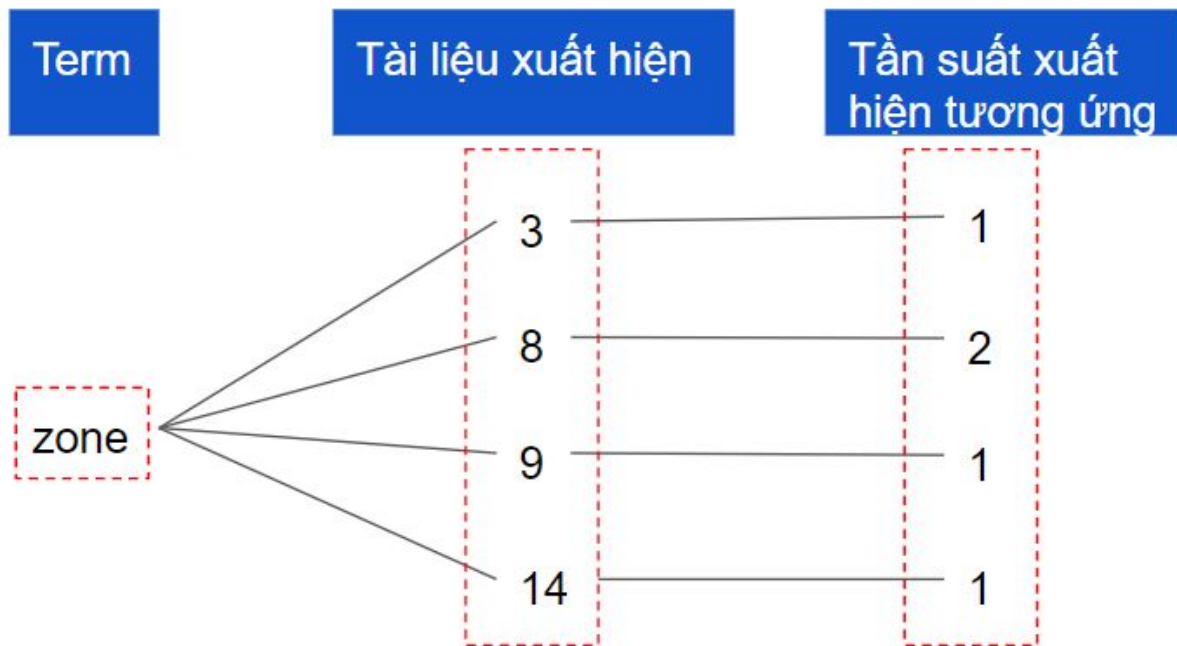 Term
Tài liệu xuất hiện
Tần suất xuất
hiện tương ứng
zone
3
1
8
2
9
1
14
1